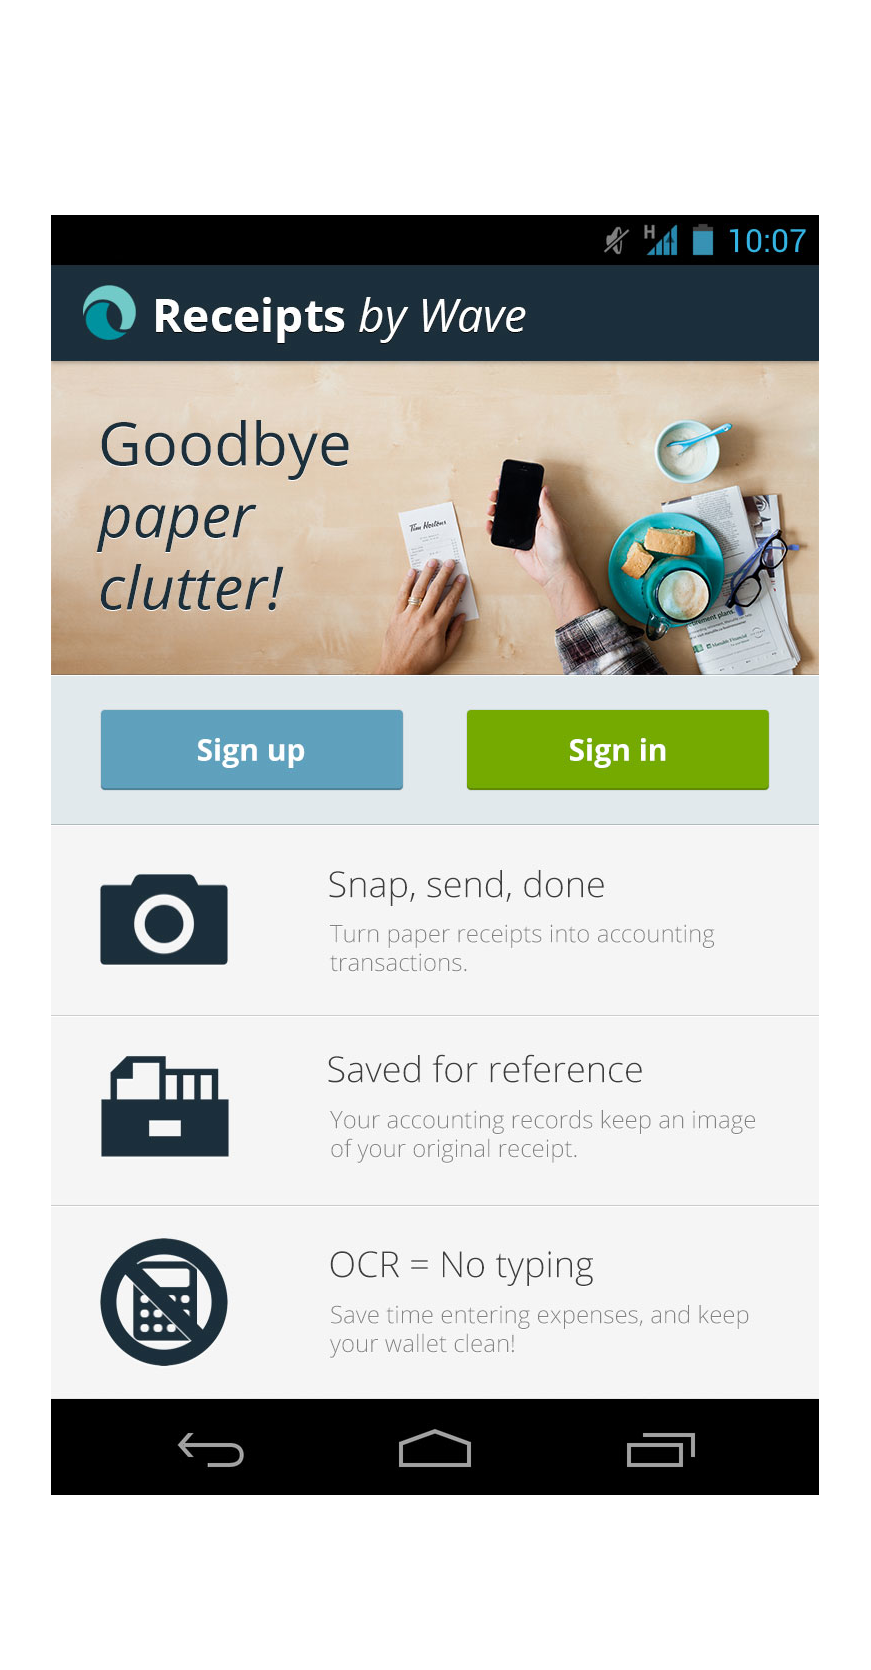 H 10:07
Receipts by Wave
Goodbye
paper
clutter!
Tim Hortons
Sign up
Sign in
Snap, send, done
Turn paper receipts into accounting
transactions.
Saved for reference
Your accounting records keep an image
of your original receipt.
OCR = No typing
Save time entering expenses, and keep
your wallet clean!